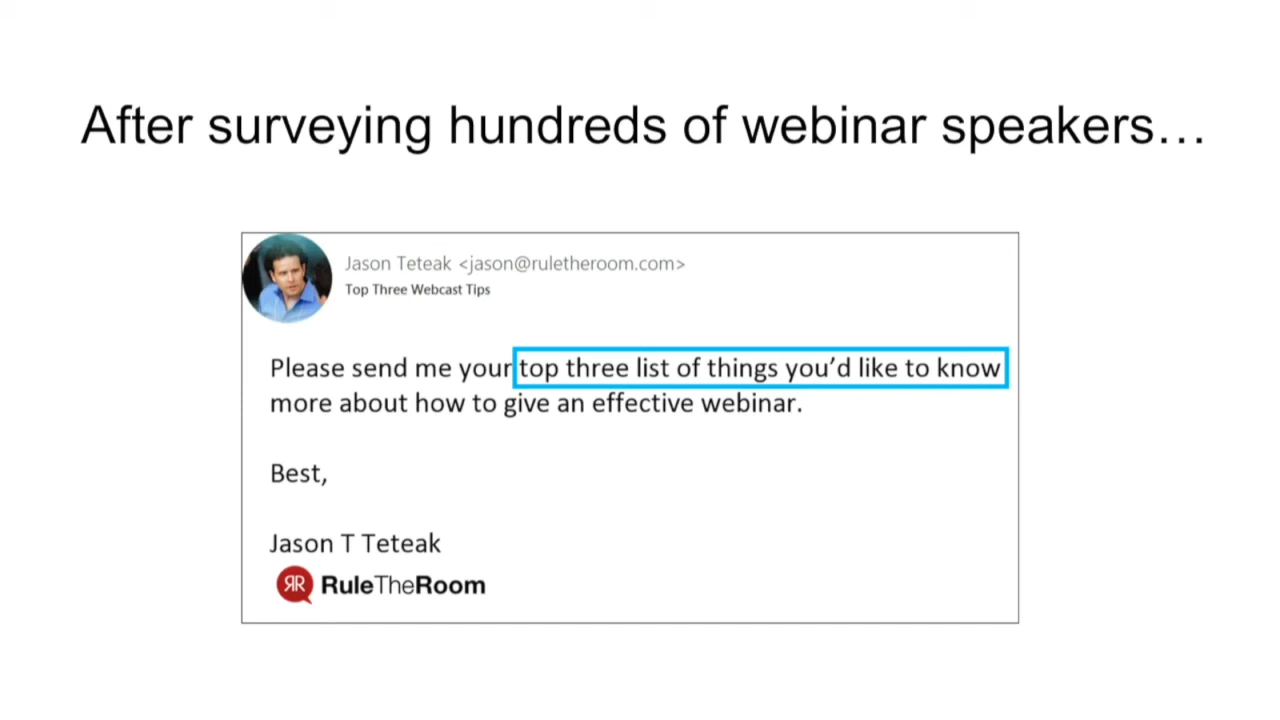 After surveying hundreds of webinar speakers…
Jason Teteak <jason@ruletheroom.com>
Top Three Webcast Tips
Please send me your top three list of things you’d like to know
more about how to give an effective webinar.
Best,
Jason T Teteak
RR RuleTheRoom